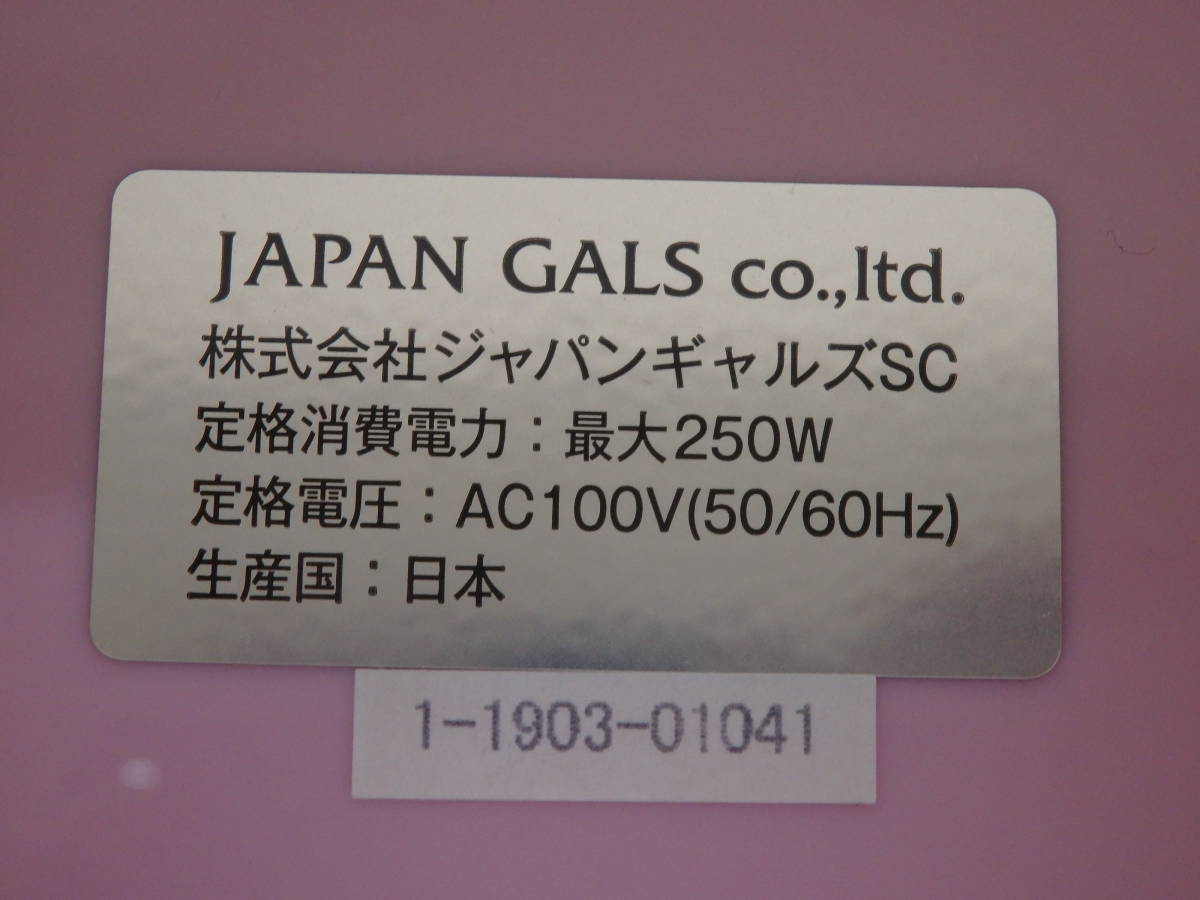 JAPAN GALS co.,ltd.
株式会社ジャパンギャルズSC
定格消費電力：最大250W
定格電圧：AC100V(50/60Hz)
生産国：日本
1-1903-01041